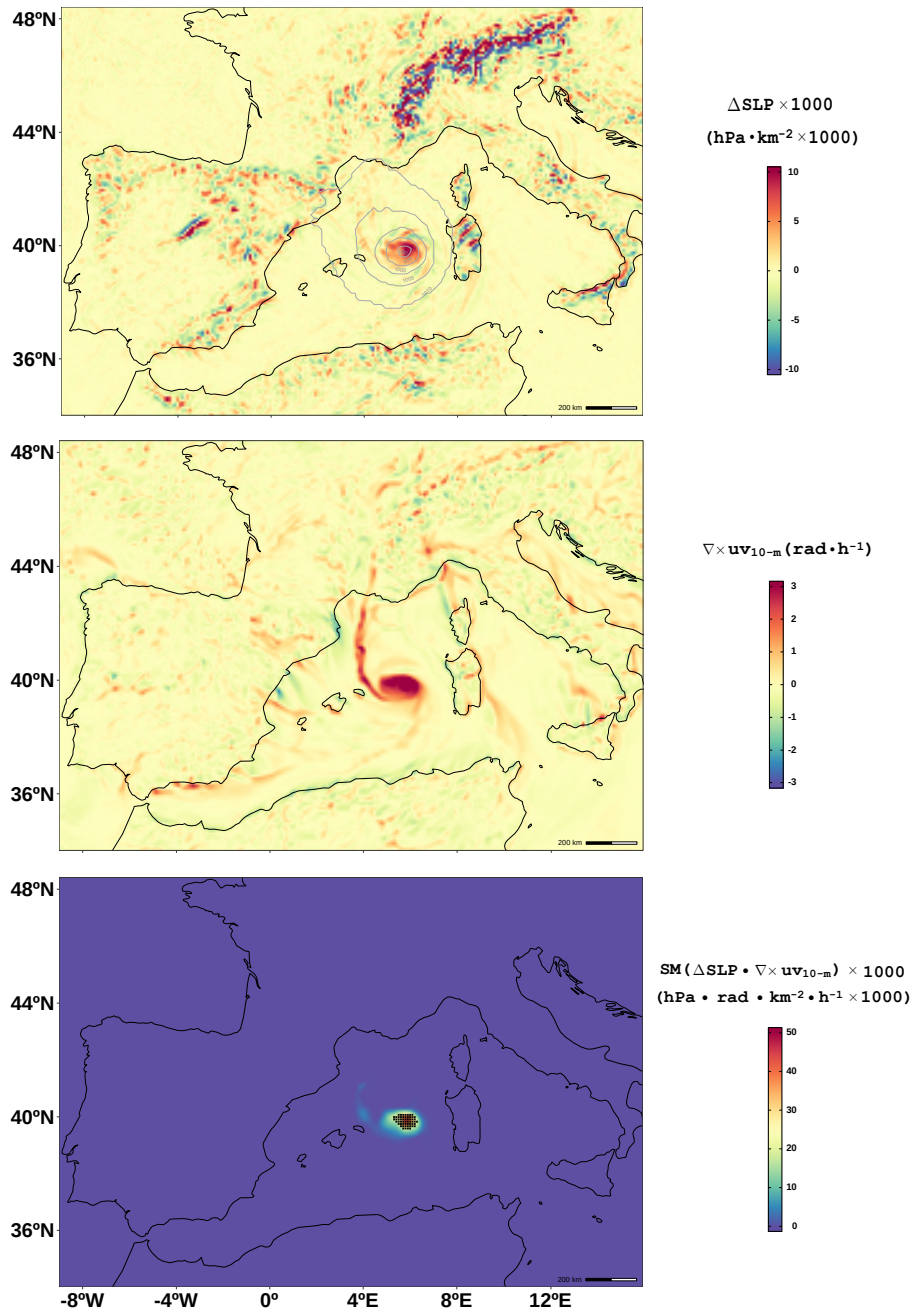 48ºN
44ºN
40ºN
36ºN
200 km
ΔSLP × 1000
(hPa•km⁻² × 1000)
10
5
0
-5
-10
48ºN
44ºN
40ºN
36ºN
200 km
∇× uv₁₀₋ₘ (rad•h⁻¹)
3
2
1
0
-1
-2
-3
48ºN
44ºN
40ºN
36ºN
-8ºW
-4ºW
0º
4ºE
8ºE
12ºE
200 km
SM(ΔSLP • ∇× uv₁₀₋ₘ) × 1000
(hPa • rad • km⁻² • h⁻¹ × 1000)
50
40
30
20
10
0